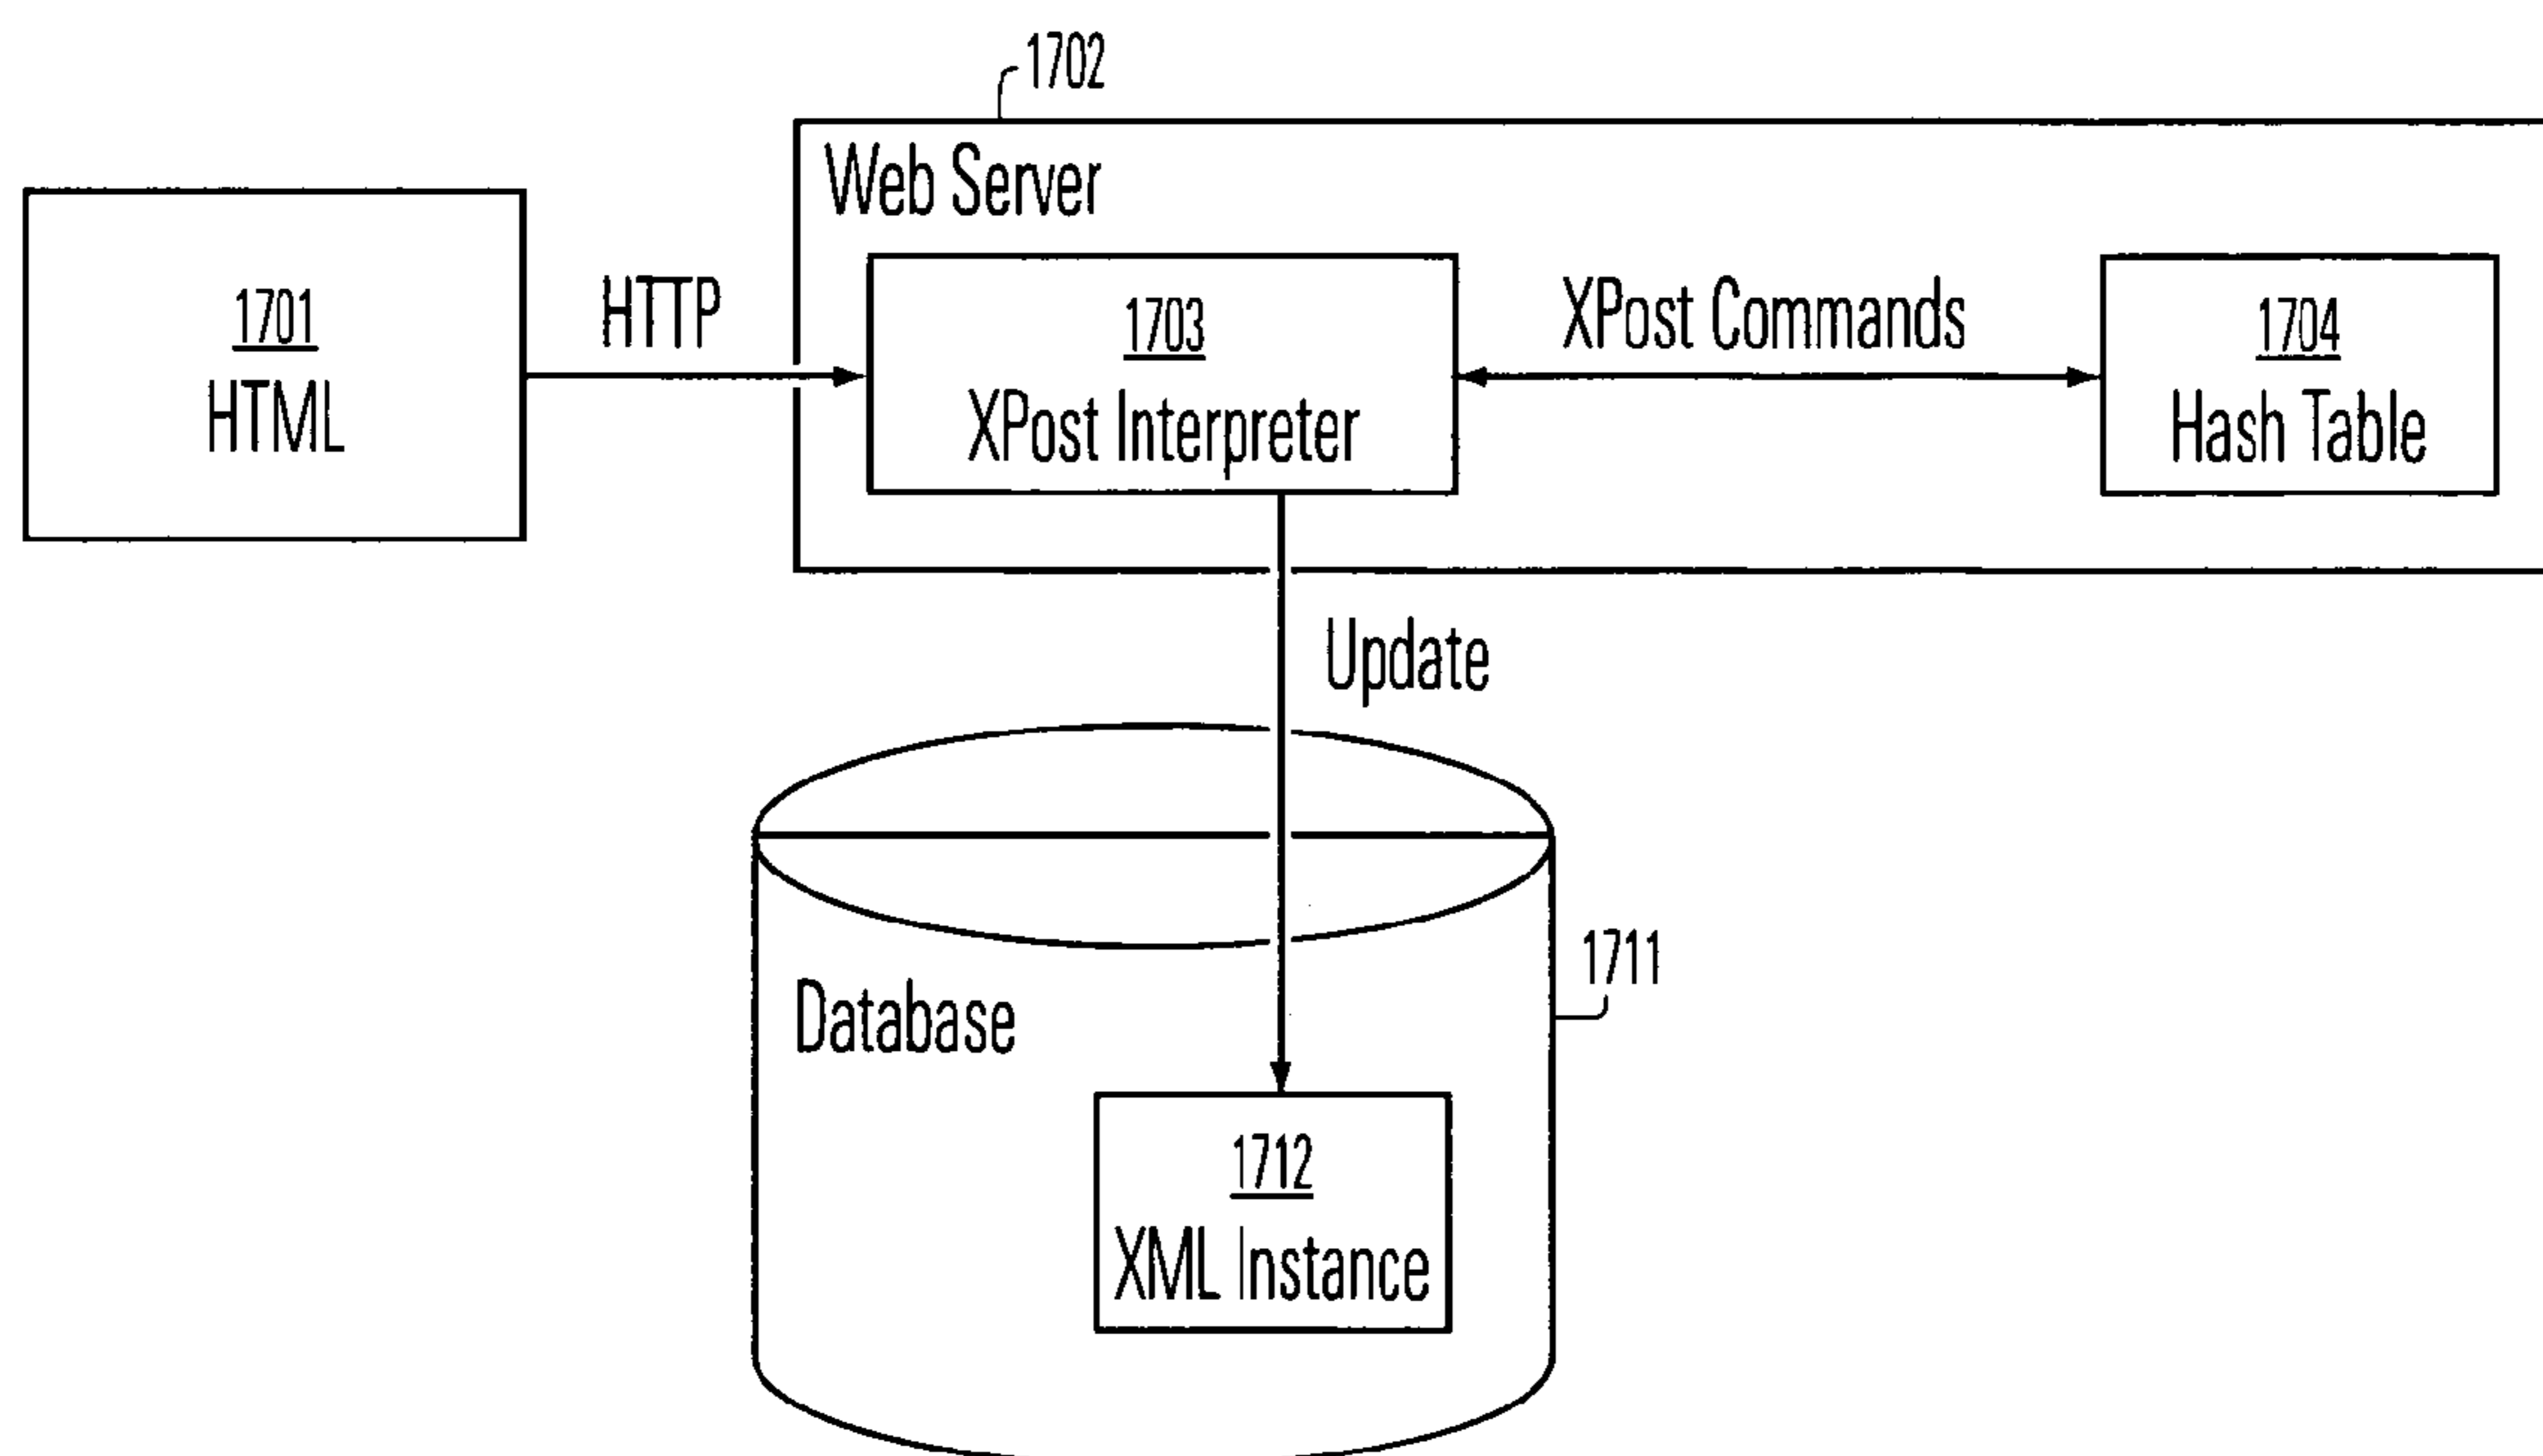 1702
Web Server
1701
HTML
HTTP
1703
XPost Interpreter
XPost Commands
1704
Hash Table
Update
Database
1711
1712
XML Instance